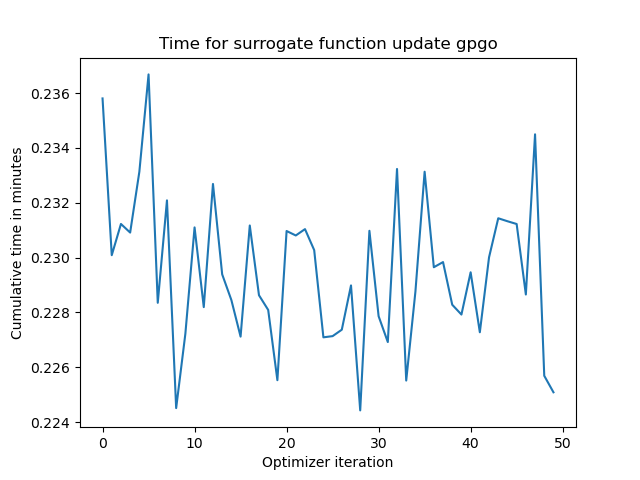 Time for surrogate function update gpgo
Cumulative time in minutes
0.236
0.234
0.232
0.230
0.228
0.226
0.224
0 10 20 30 40 50
Optimizer iteration